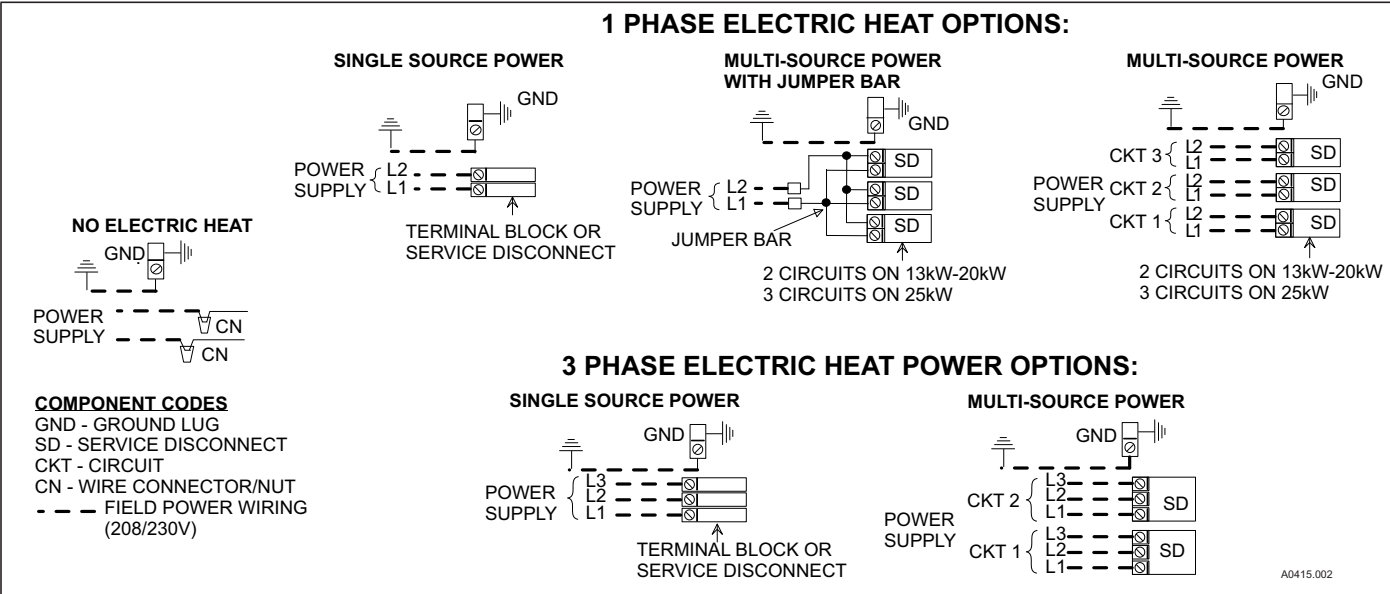 1 PHASE ELECTRIC HEAT OPTIONS:
SINGLE SOURCE POWER
GND
POWER
SUPPLY
L2
L1
TERMINAL BLOCK OR
SERVICE DISCONNECT
MULTI-SOURCE POWER
WITH JUMPER BAR
GND
POWER
SUPPLY
L2
L1
SD
SD
SD
JUMPER BAR
2 CIRCUITS ON 13kW-20kW
3 CIRCUITS ON 25kW
MULTI-SOURCE POWER
GND
POWER
SUPPLY
CKT 3
L2
L1
SD
CKT 2
L2
L1
SD
CKT 1
L2
L1
SD
2 CIRCUITS ON 13kW-20kW
3 CIRCUITS ON 25kW
NO ELECTRIC HEAT
GND
POWER
SUPPLY
CN
CN
COMPONENT CODES
GND - GROUND LUG
SD - SERVICE DISCONNECT
CKT - CIRCUIT
CN - WIRE CONNECTOR/NUT
FIELD POWER WIRING
(208/230V)
3 PHASE ELECTRIC HEAT POWER OPTIONS:
SINGLE SOURCE POWER
GND
POWER
SUPPLY
L3
L2
L1
TERMINAL BLOCK OR
SERVICE DISCONNECT
MULTI-SOURCE POWER
GND
POWER
SUPPLY
CKT 2
L3
L2
L1
SD
CKT 1
L3
L2
L1
SD
A0415.002